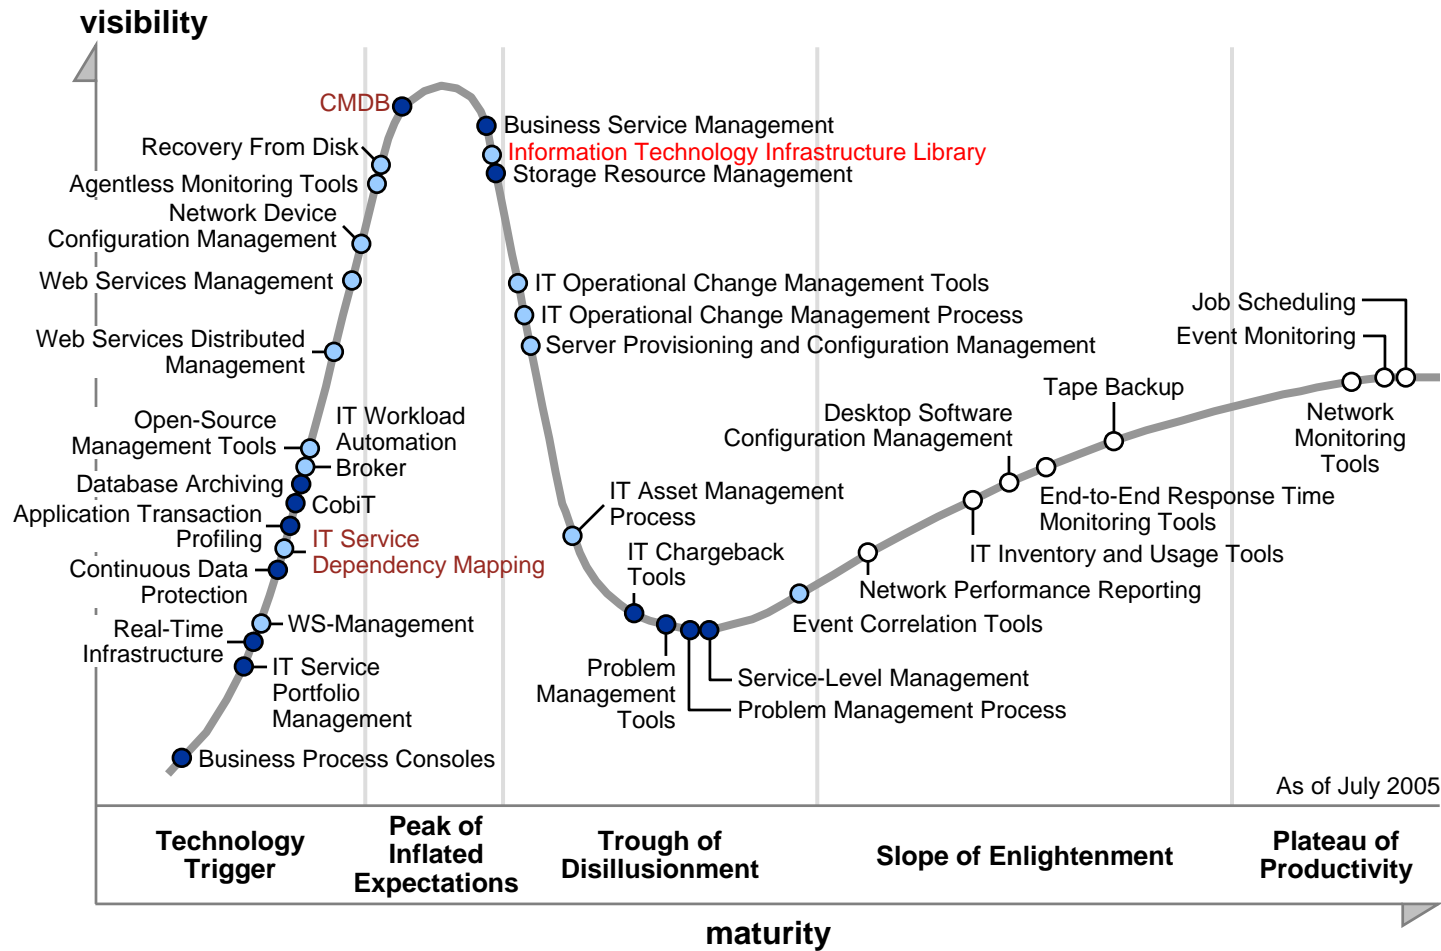 visibility
CMDB
Business Service Management
Information Technology Infrastructure Library
Storage Resource Management
Recovery From Disk
Agentless Monitoring Tools
Network Device
Configuration Management
Web Services Management
Web Services Distributed
Management
IT Operational Change Management Tools
IT Operational Change Management Process
Server Provisioning and Configuration Management
Job Scheduling
Event Monitoring
Network
Monitoring
Tools
Tape Backup
Desktop Software
Configuration Management
End-to-End Response Time
Monitoring Tools
IT Inventory and Usage Tools
Network Performance Reporting
Event Correlation Tools
Open-Source
Management Tools
IT Workload
Automation
Broker
Database Archiving
CobiT
Application Transaction
Profiling
IT Service
Dependency Mapping
Continuous Data
Protection
WS-Management
Real-Time
Infrastructure
IT Service
Portfolio
Management
Business Process Consoles
IT Asset Management
Process
IT Chargeback
Tools
Problem
Management
Tools
Service-Level Management
Problem Management Process
As of July 2005
Technology
Trigger
Peak of
Inflated
Expectations
Trough of
Disillusionment
Slope of Enlightenment
Plateau of
Productivity
maturity